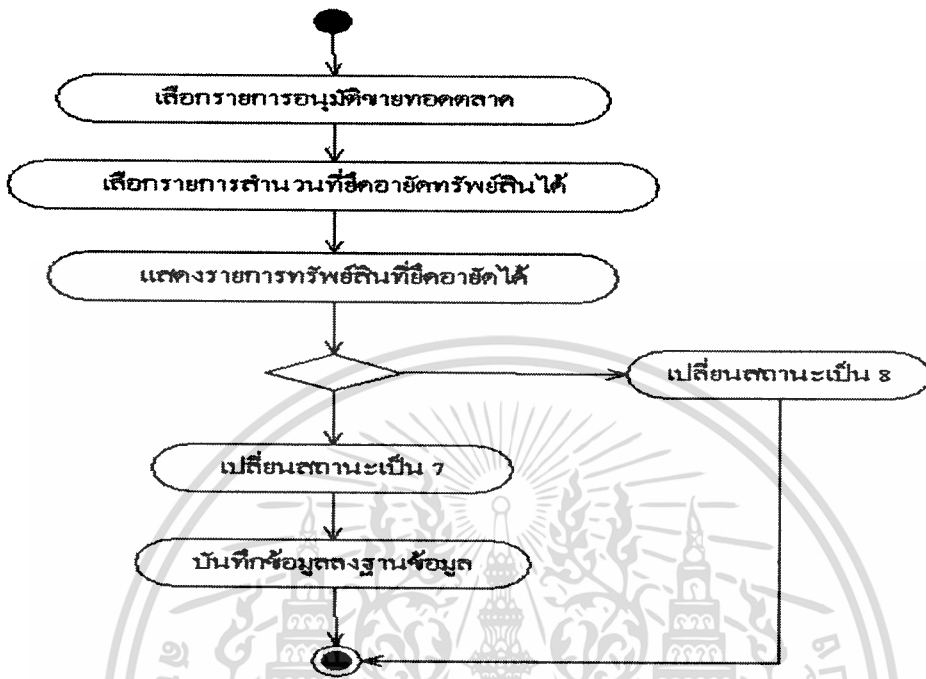 เลือกรายการอนุมัติขายทอดตลาด
เลือกรายการสำนวนที่ยึดอายัดทรัพย์สินได้
แสดงรายการทรัพย์สินที่ยึดอายัดได้
เปลี่ยนสถานะเป็น 8
เปลี่ยนสถานะเป็น 7
บันทึกข้อมูลลงฐานข้อมูล